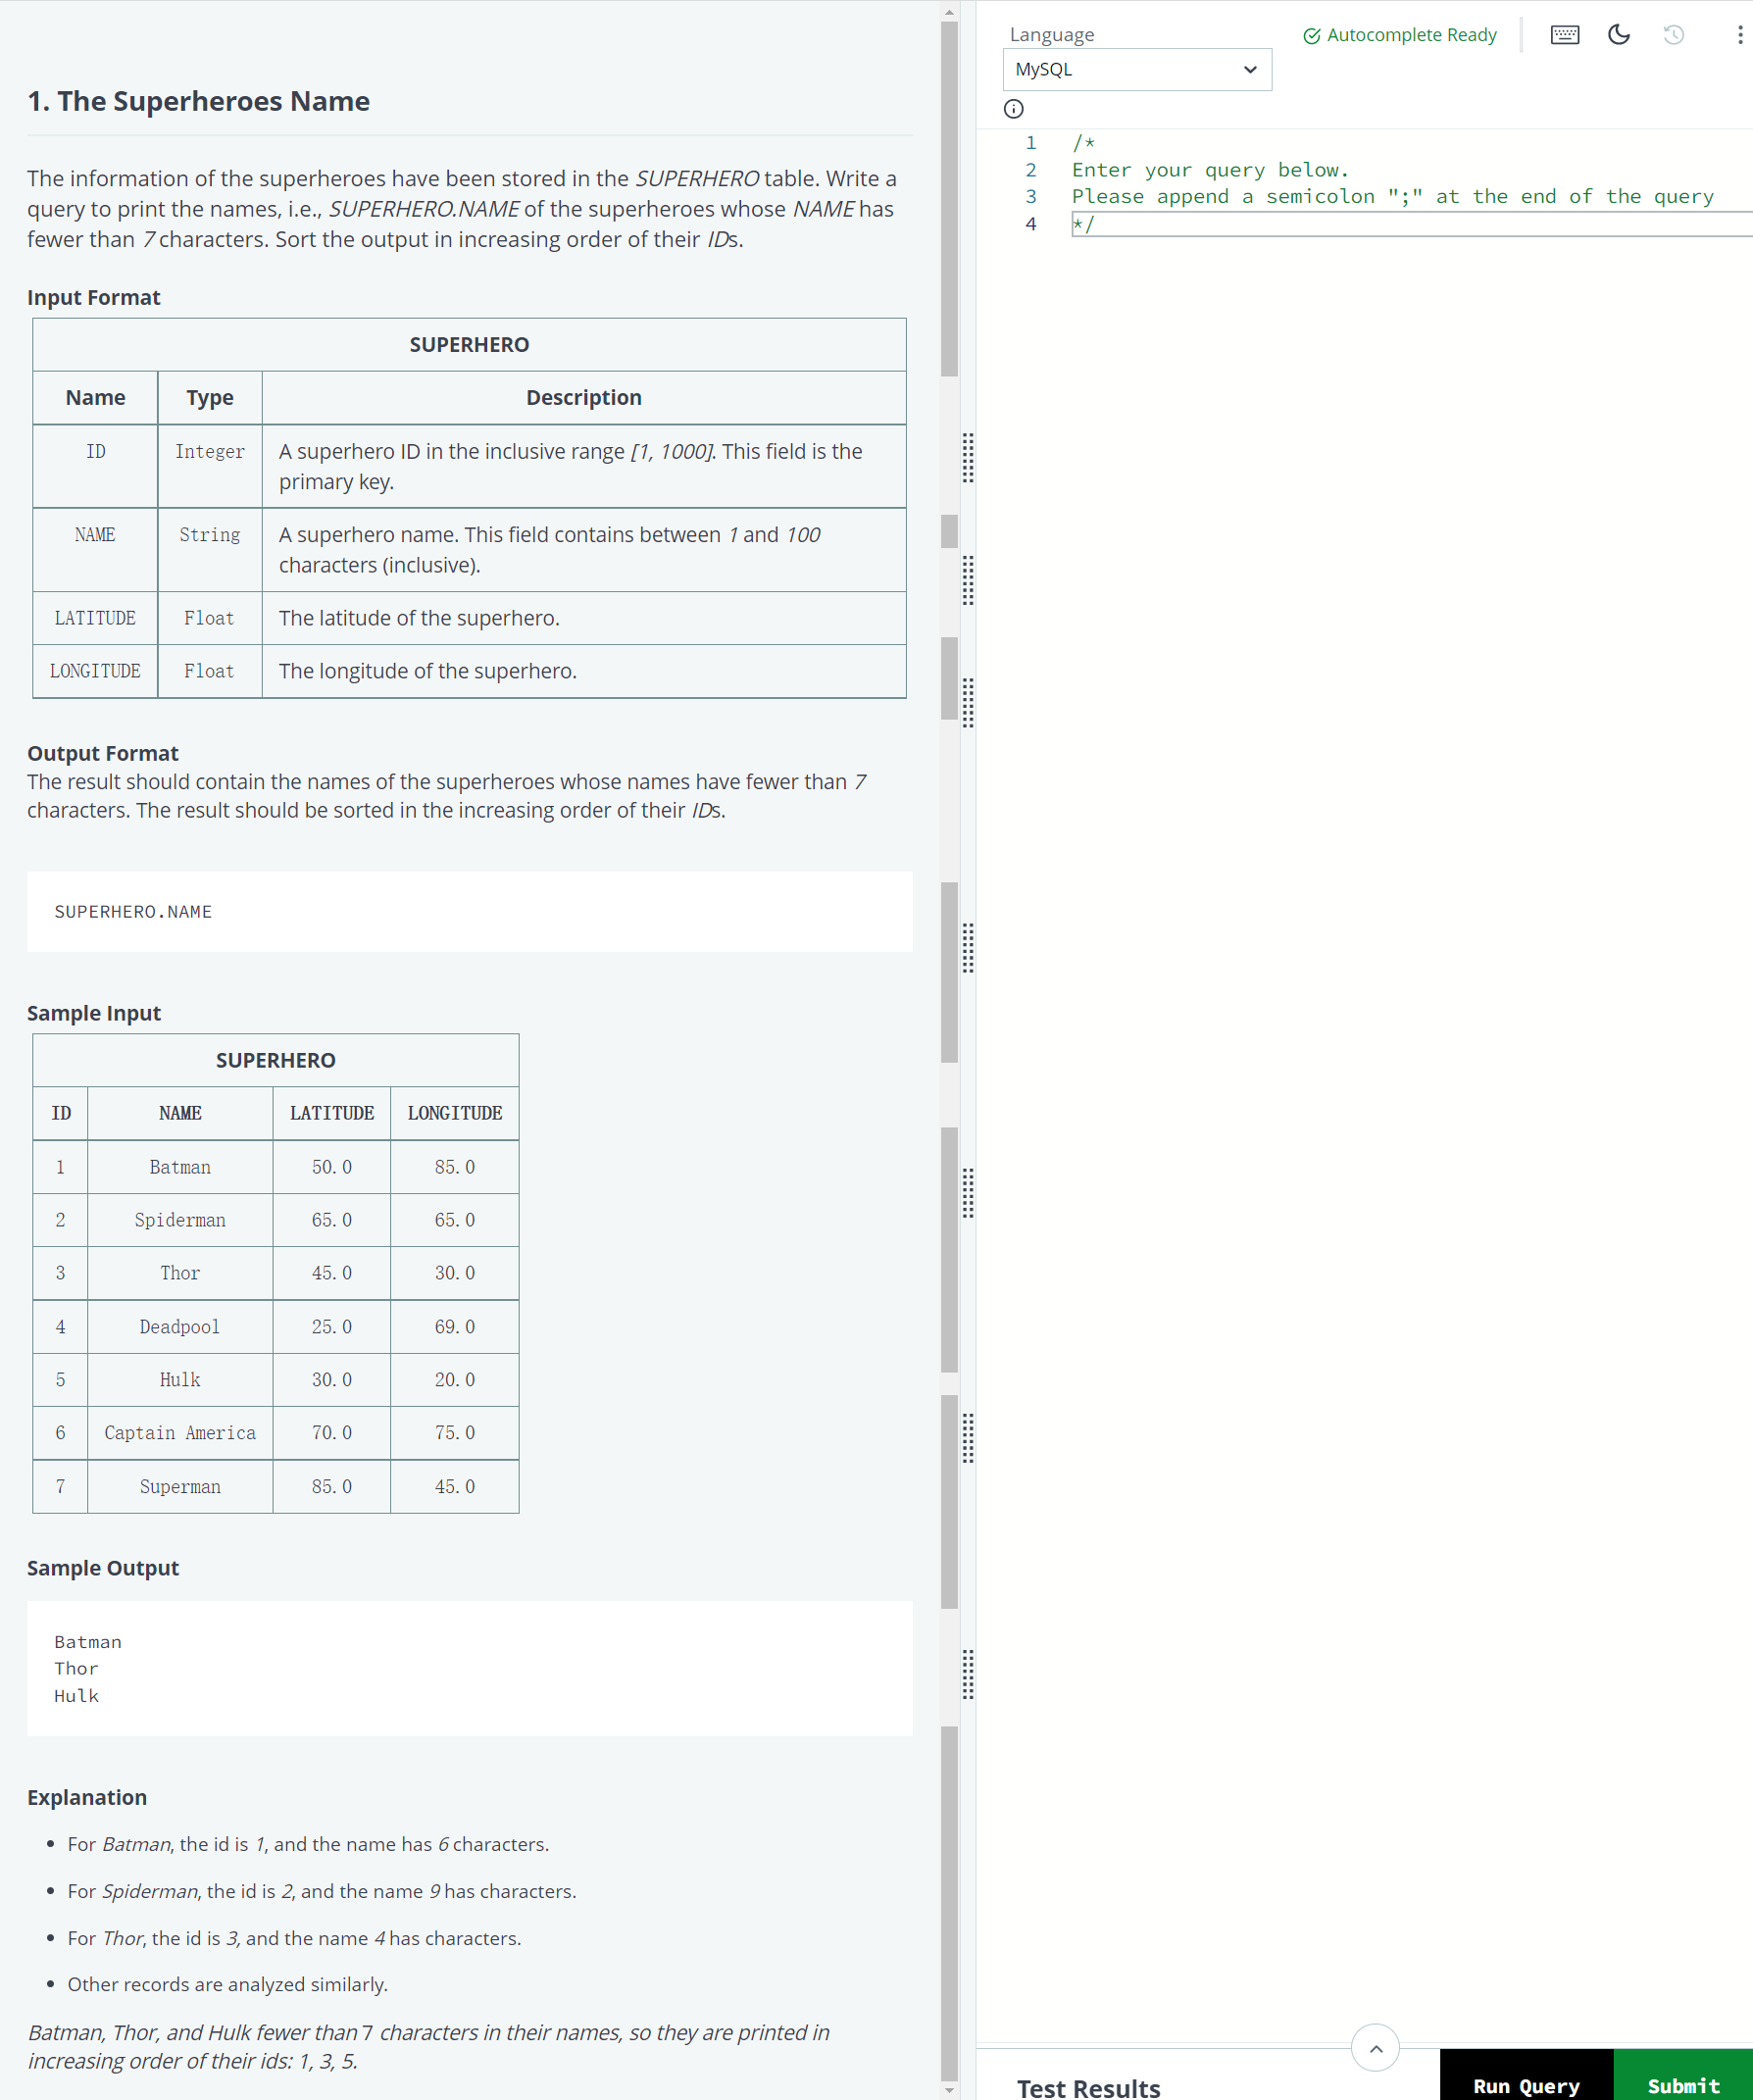 1. The Superheroes Name
The information of the superheroes have been stored in the SUPERHERO table. Write a
query to print the names, i.e., SUPERHERO.NAME of the superheroes whose NAME has
fewer than 7 characters. Sort the output in increasing order of their IDs.
Input Format
SUPERHERO
Name Type Description
ID Integer A superhero ID in the inclusive range [1, 1000]. This field is the
primary key.
NAME String A superhero name. This field contains between 1 and 100
characters (inclusive).
LATITUDE Float The latitude of the superhero.
LONGITUDE Float The longitude of the superhero.
Output Format
The result should contain the names of the superheroes whose names have fewer than 7
characters. The result should be sorted in the increasing order of their IDs.
SUPERHERO.NAME
Sample Input
SUPERHERO
ID NAME LATITUDE LONGITUDE
1 Batman 50.0 85.0
2 Spiderman 65.0 65.0
3 Thor 45.0 30.0
4 Deadpool 25.0 69.0
5 Hulk 30.0 20.0
6 Captain America 70.0 75.0
7 Superman 85.0 45.0
Sample Output
Batman
Thor
Hulk
Explanation
• For Batman, the id is 1, and the name has 6 characters.
• For Spiderman, the id is 2, and the name 9 has characters.
• For Thor, the id is 3, and the name 4 has characters.
• Other records are analyzed similarly.
Batman, Thor, and Hulk fewer than 7 characters in their names, so they are printed in
increasing order of their ids: 1, 3, 5.
Language
Autocomplete Ready
MySQL
1 /*
2 Enter your query below.
3 Please append a semicolon ";" at the end of the query
4 */
Test Results
Run Query
Submit